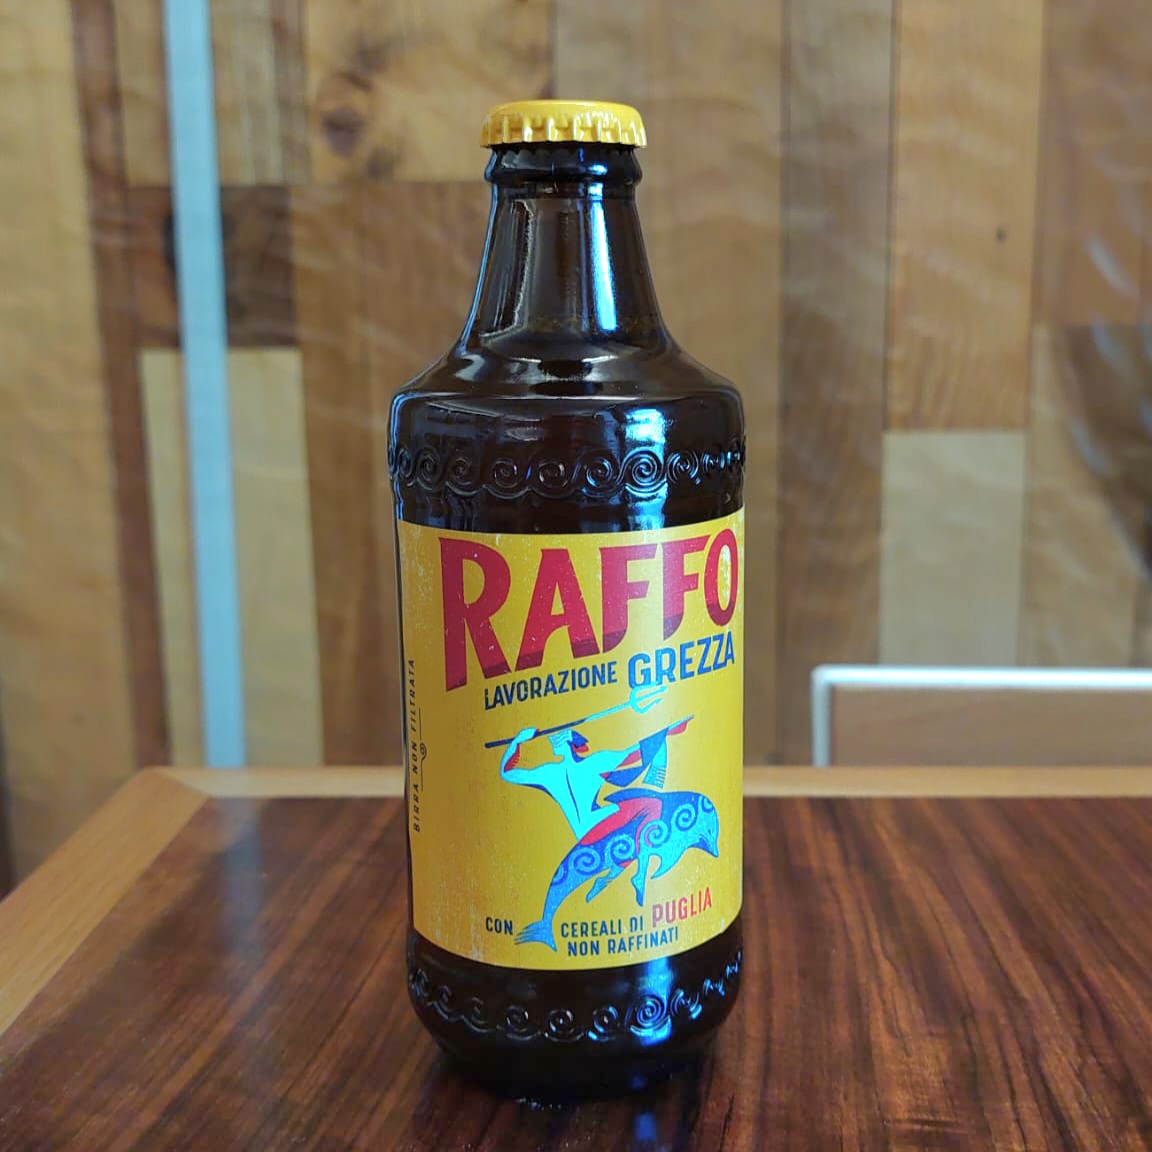 RAFFO
LAVORAZIONE GREZZA
BIRRA NON FILTRATA
CON CEREALI DI PUGLIA
NON RAFFINATI